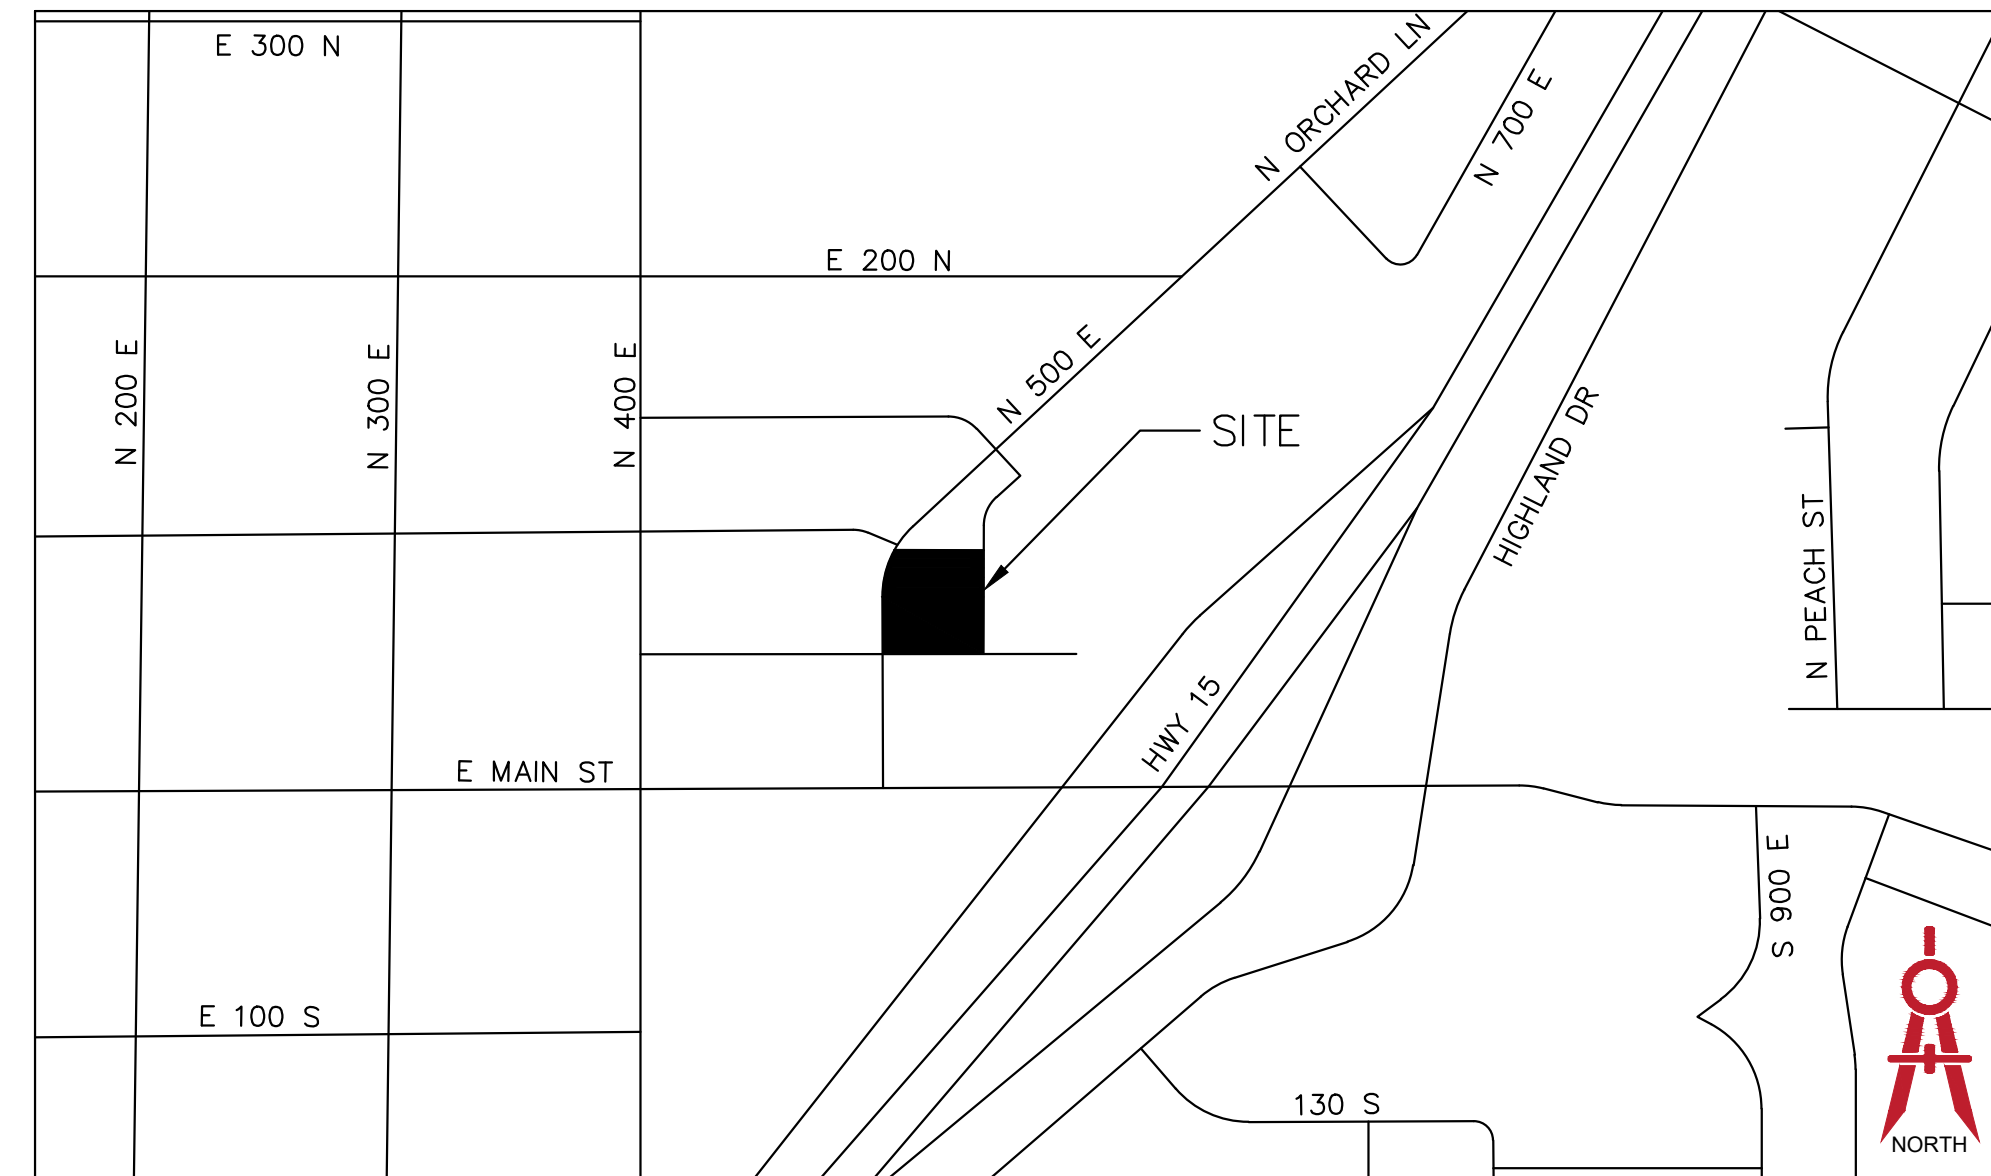 E 300 N
N ORCHARD LN
N 700 E
E 200 N
N 200 E
N 300 E
N 400 E
N 500 E
SITE
HIGHLAND DR
N PEACH ST
HWY 15
E MAIN ST
S 900 E
E 100 S
130 S
NORTH